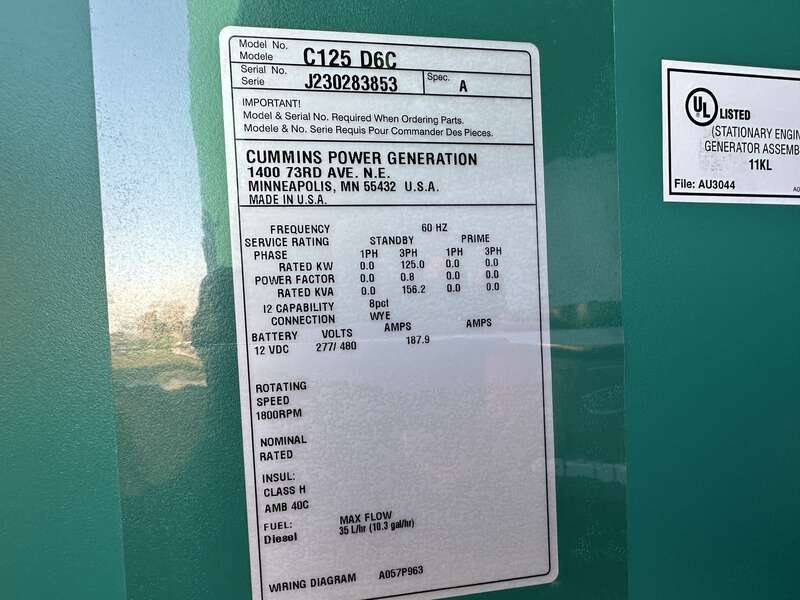 Model No. C125 D6C
Modele
Serial No. J230283853 Spec. A
Serie
IMPORTANT!
Model & Serial No. Required When Ordering Parts.
Modele & No. Serie Requis Pour Commander Des Pieces.
CUMMINS POWER GENERATION
1400 73RD AVE. N.E.
MINNEAPOLIS, MN 55432 U.S.A.
MADE IN U.S.A.
FREQUENCY 60 HZ
SERVICE RATING STANDBY PRIME
PHASE 1PH 3PH 1PH 3PH
RATED KW 0.0 125.0 0.0 0.0
POWER FACTOR 0.0 0.8 0.0 0.0
RATED KVA 0.0 156.2 0.0 0.0
I2 CAPABILITY 8pct
CONNECTION WYE
BATTERY VOLTS AMPS AMPS
12 VDC 277/ 480 187.9
ROTATING
SPEED
1800RPM
NOMINAL
RATED
INSUL:
CLASS H
AMB 40C
FUEL: MAX FLOW
Diesel 35 L/hr (10.3 gal/hr)
WIRING DIAGRAM A057P963
UL LISTED
(STATIONARY ENGIN
GENERATOR ASSEMB
11KL
File: AU3044 A0